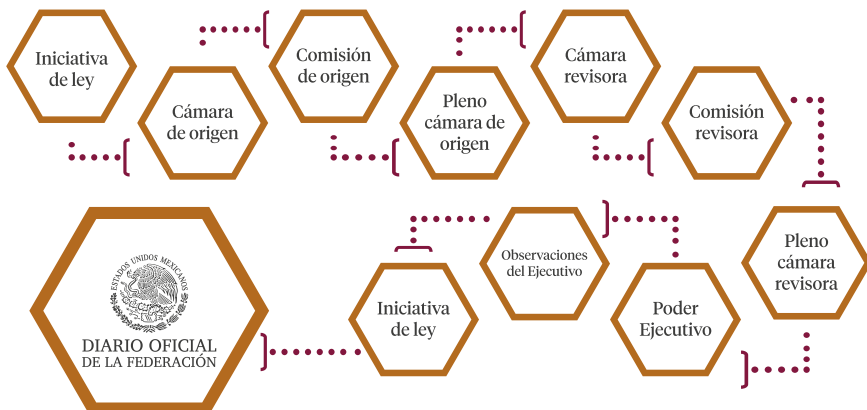 Iniciativa
de ley
Cámara
de origen
Comisión
de origen
Pleno
cámara de
origen
Cámara
revisora
Comisión
revisora
Pleno
cámara
revisora
Poder
Ejecutivo
Observaciones
del Ejecutivo
Iniciativa
de ley
ESTADOS UNIDOS MEXICANOS
DIARIO OFICIAL
DE LA FEDERACIÓN